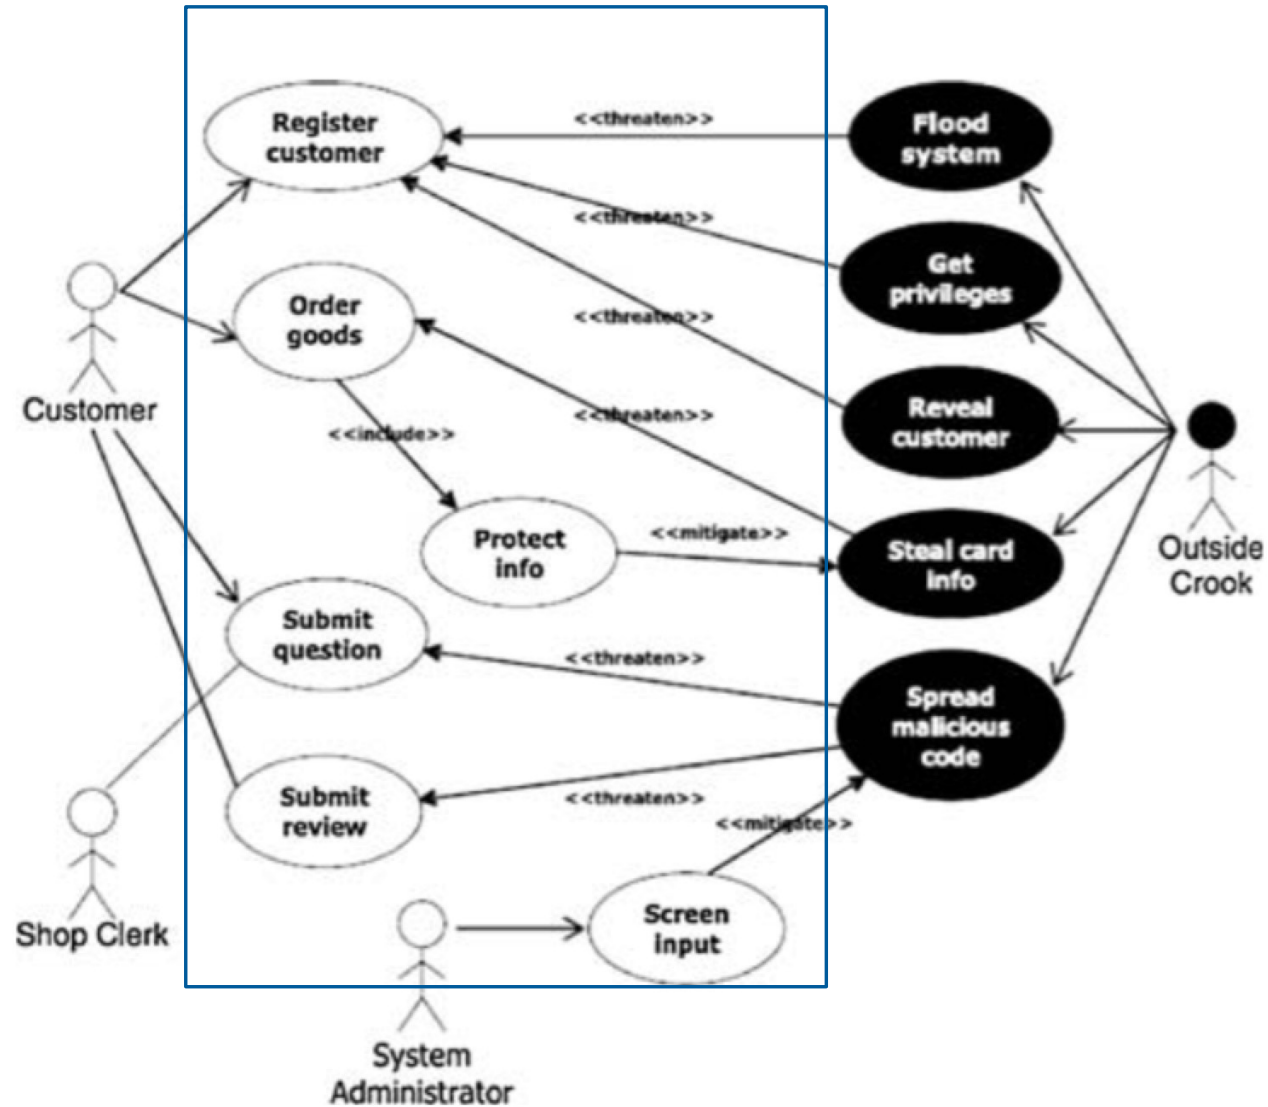 Register
customer
<<threaten>>
Flood
system
<<threaten>>
Get
privileges
Order
goods
<<threaten>>
Customer
<<include>>
<<threaten>>
Reveal
customer
Protect
info
<<mitigate>>
Steal card
info
Outside
Crook
Submit
question
<<threaten>>
Spread
malicious
code
Submit
review
<<threaten>>
<<mitigate>>
Shop Clerk
Screen
input
System
Administrator